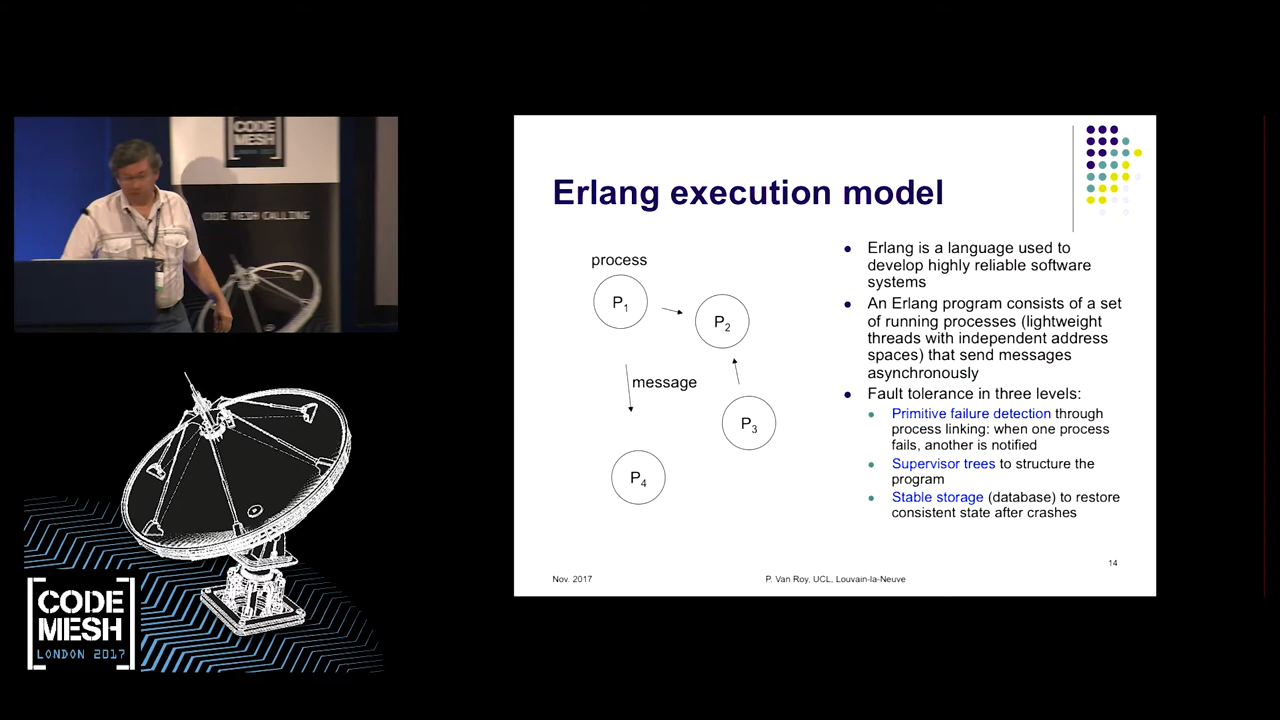 CODE
MESH
LONDON 2017
CODE MESH CALLING
Erlang execution model
process
P1
P2
message
P3
P4
● Erlang is a language used to
develop highly reliable software
systems
● An Erlang program consists of a set
of running processes (lightweight
threads with independent address
spaces) that send messages
asynchronously
● Fault tolerance in three levels:
● Primitive failure detection through
process linking: when one process
fails, another is notified
● Supervisor trees to structure the
program
● Stable storage (database) to restore
consistent state after crashes
14
Nov. 2017
P. Van Roy, UCL, Louvain-la-Neuve
CODE
MESH
LONDON 2017